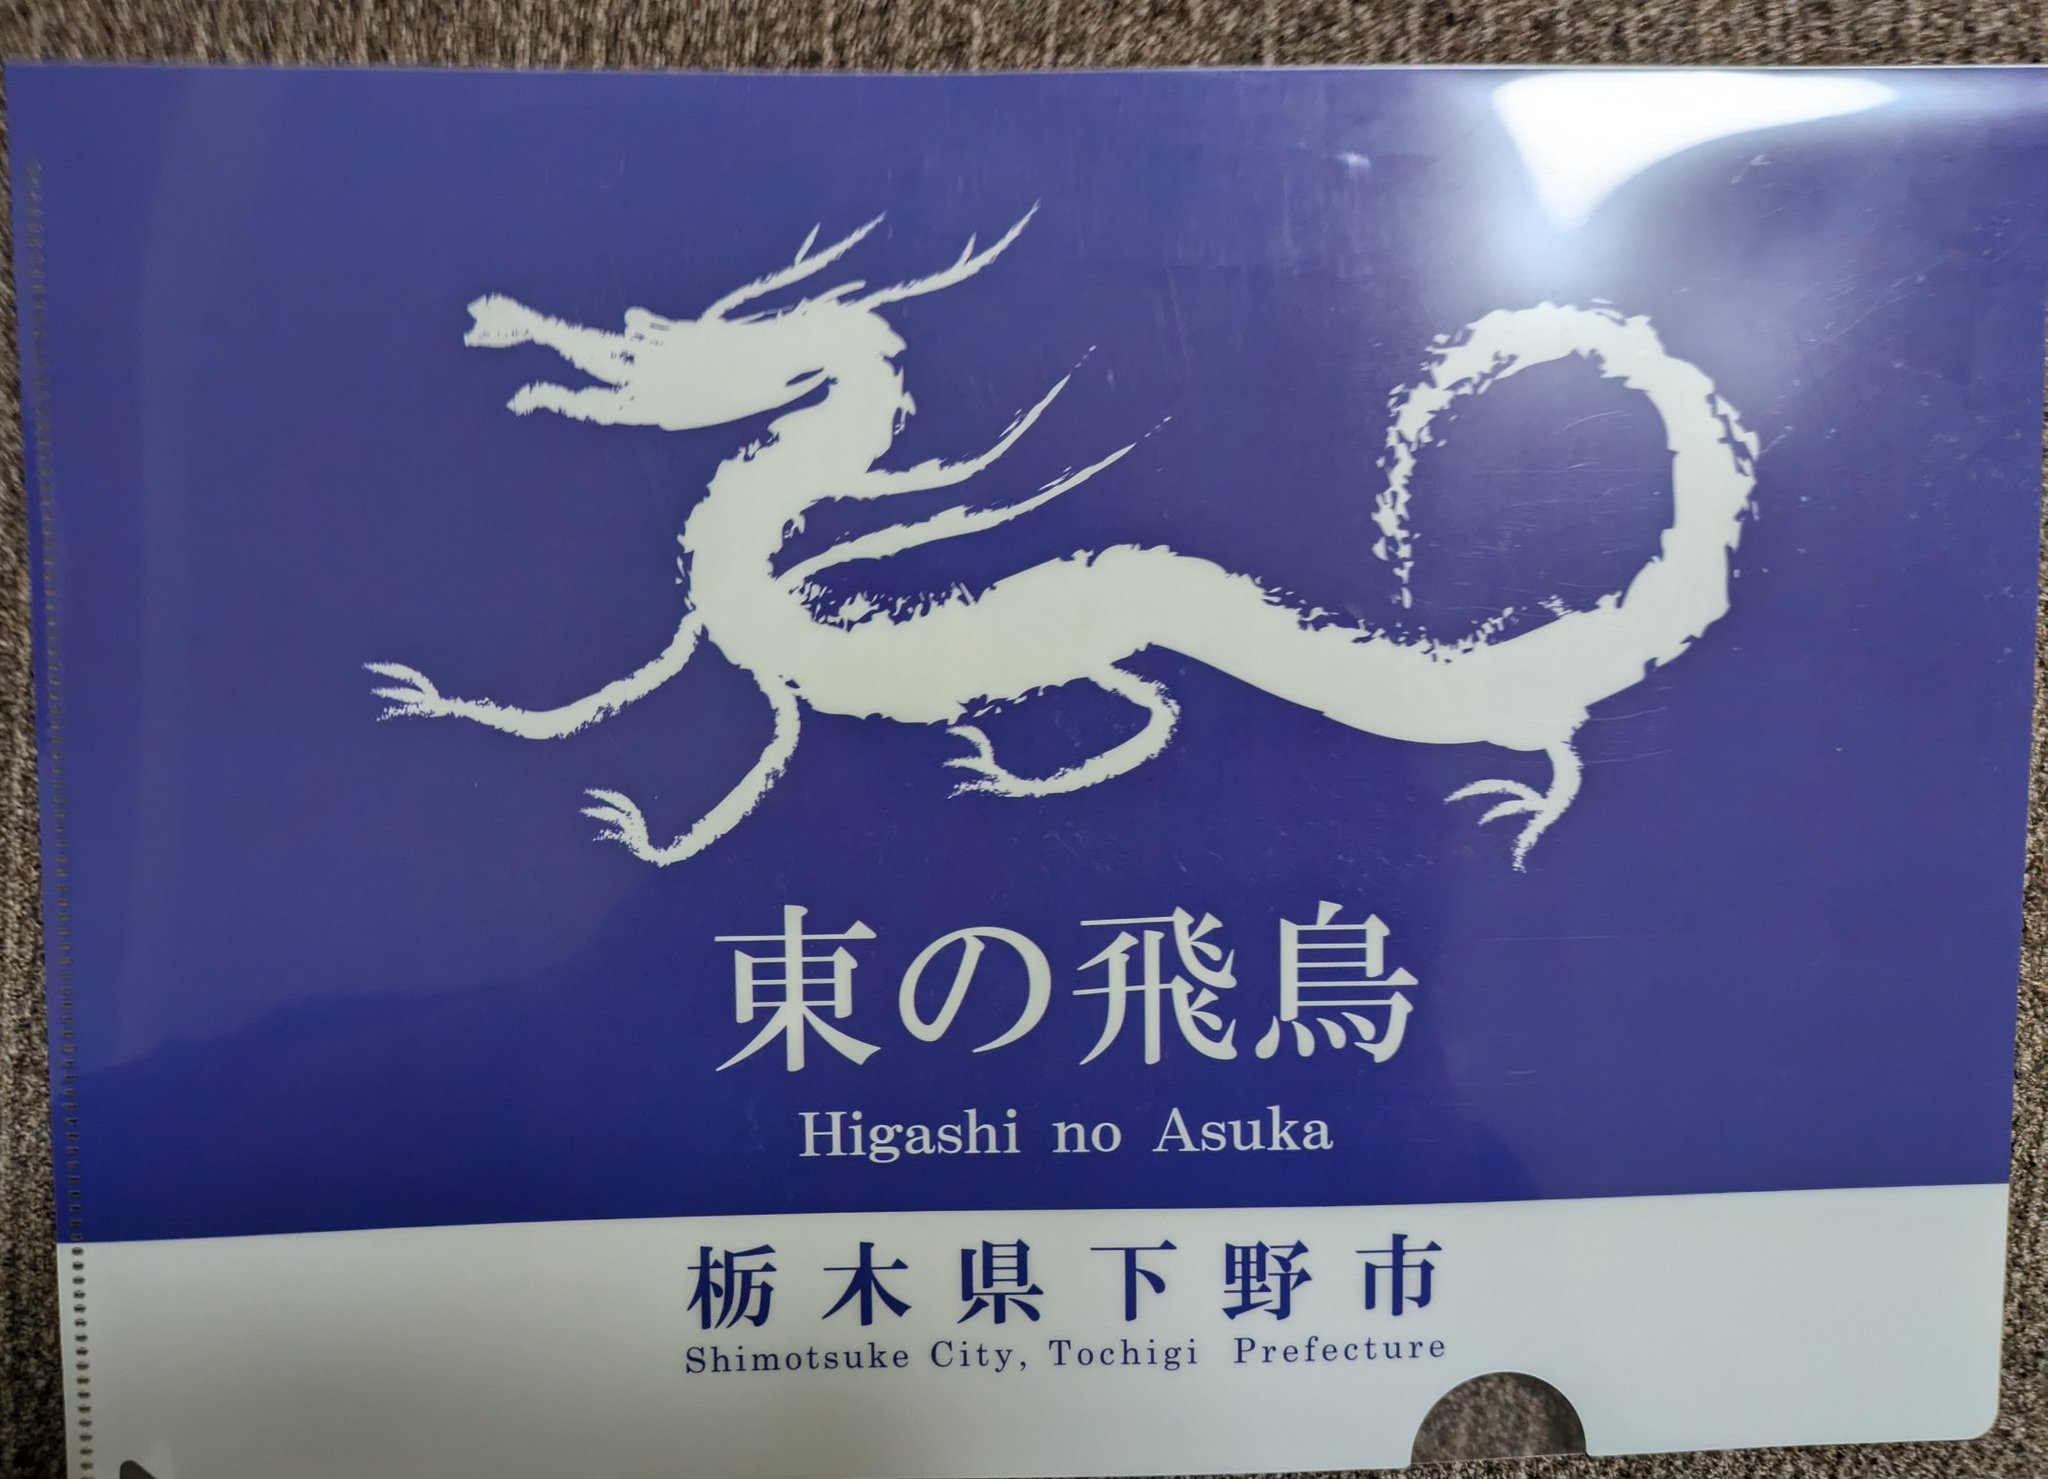 東の飛鳥
Higashi no Asuka
栃木県下野市
Shimotsuke City, Tochigi Prefecture